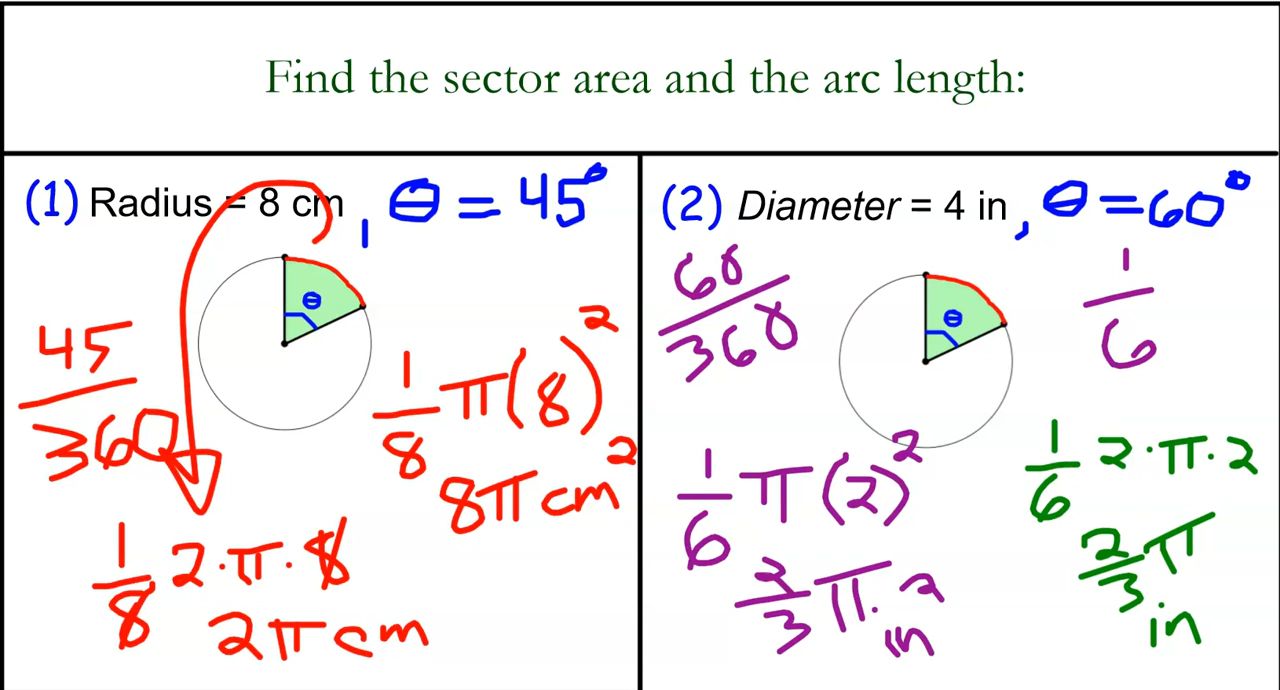 Find the sector area and the arc length:
(1) Radius = 8 cm, θ = 45°
θ
45/360
1/8 π(8)²
8π cm²
1/8 2·π·8
2π cm
(2) Diameter = 4 in, θ = 60°
60/360
1/6
θ
1/6 π(2)²
2/3 π in²
1/6 2·π·2
2/3 π
in